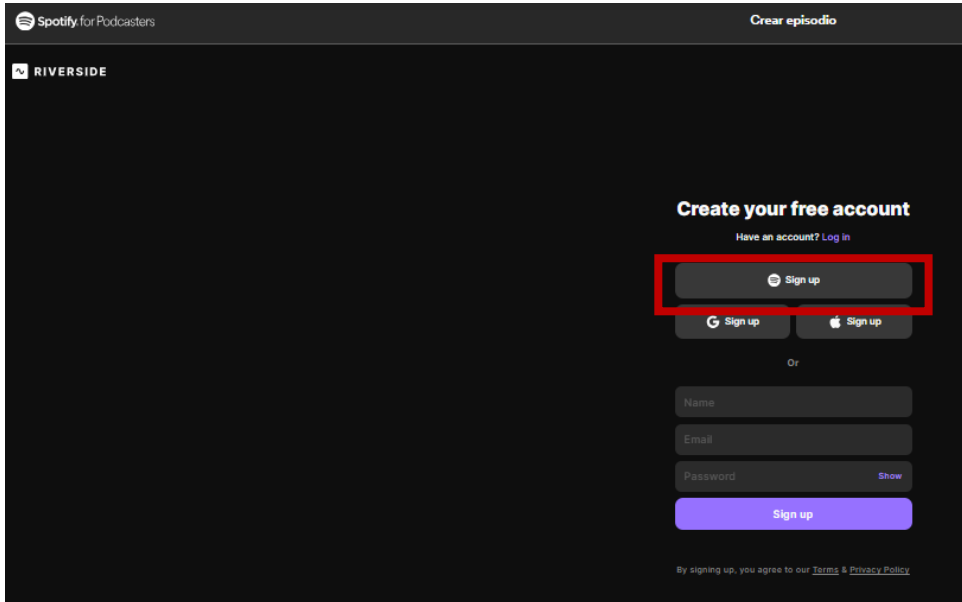 Spotify for Podcasters
Crear episodio
RIVERSIDE
Create your free account
Have an account? Log in
Sign up
Sign up
Sign up
Or
Name
Email
Password
Show
Sign up
By signing up, you agree to our Terms & Privacy Policy